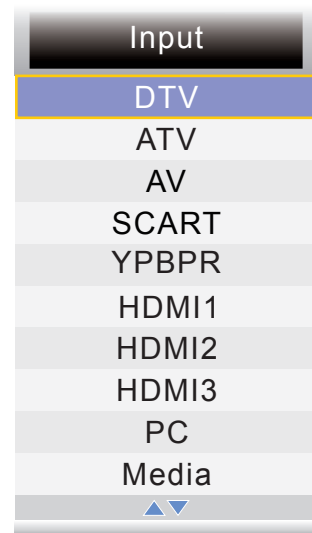 Input
DTV
ATV
AV
SCART
YPBPR
HDMI1
HDMI2
HDMI3
PC
Media